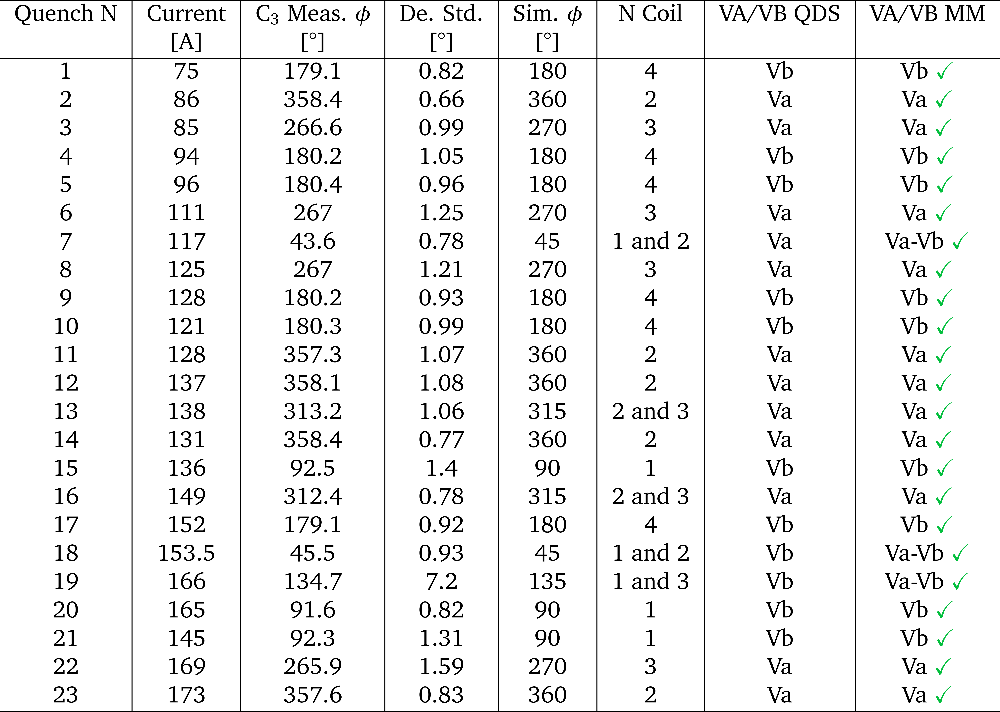 Quench N Current C₃ Meas. ϕ De. Std. Sim. ϕ N Coil VA/VB QDS VA/VB MM
[A] [°] [°] [°]
1 75 179.1 0.82 180 4 Vb Vb ✓
2 86 358.4 0.66 360 2 Va Va ✓
3 85 266.6 0.99 270 3 Va Va ✓
4 94 180.2 1.05 180 4 Vb Vb ✓
5 96 180.4 0.96 180 4 Vb Vb ✓
6 111 267 1.25 270 3 Va Va ✓
7 117 43.6 0.78 45 1 and 2 Va Va-Vb ✓
8 125 267 1.21 270 3 Va Va ✓
9 128 180.2 0.93 180 4 Vb Vb ✓
10 121 180.3 0.99 180 4 Vb Vb ✓
11 128 357.3 1.07 360 2 Va Va ✓
12 137 358.1 1.08 360 2 Va Va ✓
13 138 313.2 1.06 315 2 and 3 Va Va ✓
14 131 358.4 0.77 360 2 Va Va ✓
15 136 92.5 1.4 90 1 Vb Vb ✓
16 149 312.4 0.78 315 2 and 3 Va Va ✓
17 152 179.1 0.92 180 4 Vb Vb ✓
18 153.5 45.5 0.93 45 1 and 2 Vb Va-Vb ✓
19 166 134.7 7.2 135 1 and 3 Vb Va-Vb ✓
20 165 91.6 0.82 90 1 Vb Vb ✓
21 145 92.3 1.31 90 1 Vb Vb ✓
22 169 265.9 1.59 270 3 Va Va ✓
23 173 357.6 0.83 360 2 Va Va ✓